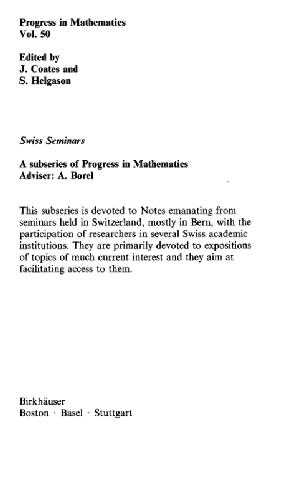 Progress in Mathematics
Vol. 50
Edited by
J. Coates and
S. Helgason
Swiss Seminars
A subseries of Progress in Mathematics
Adviser: A. Borel
This subseries is devoted to Notes emanating from
seminars held in Switzerland, mostly in Bern, with the
participation of researchers in several Swiss academic
institutions. They are primarily devoted to expositions
of topics of much current interest and they aim at
facilitating access to them.
Birkhäuser
Boston · Basel · Stuttgart